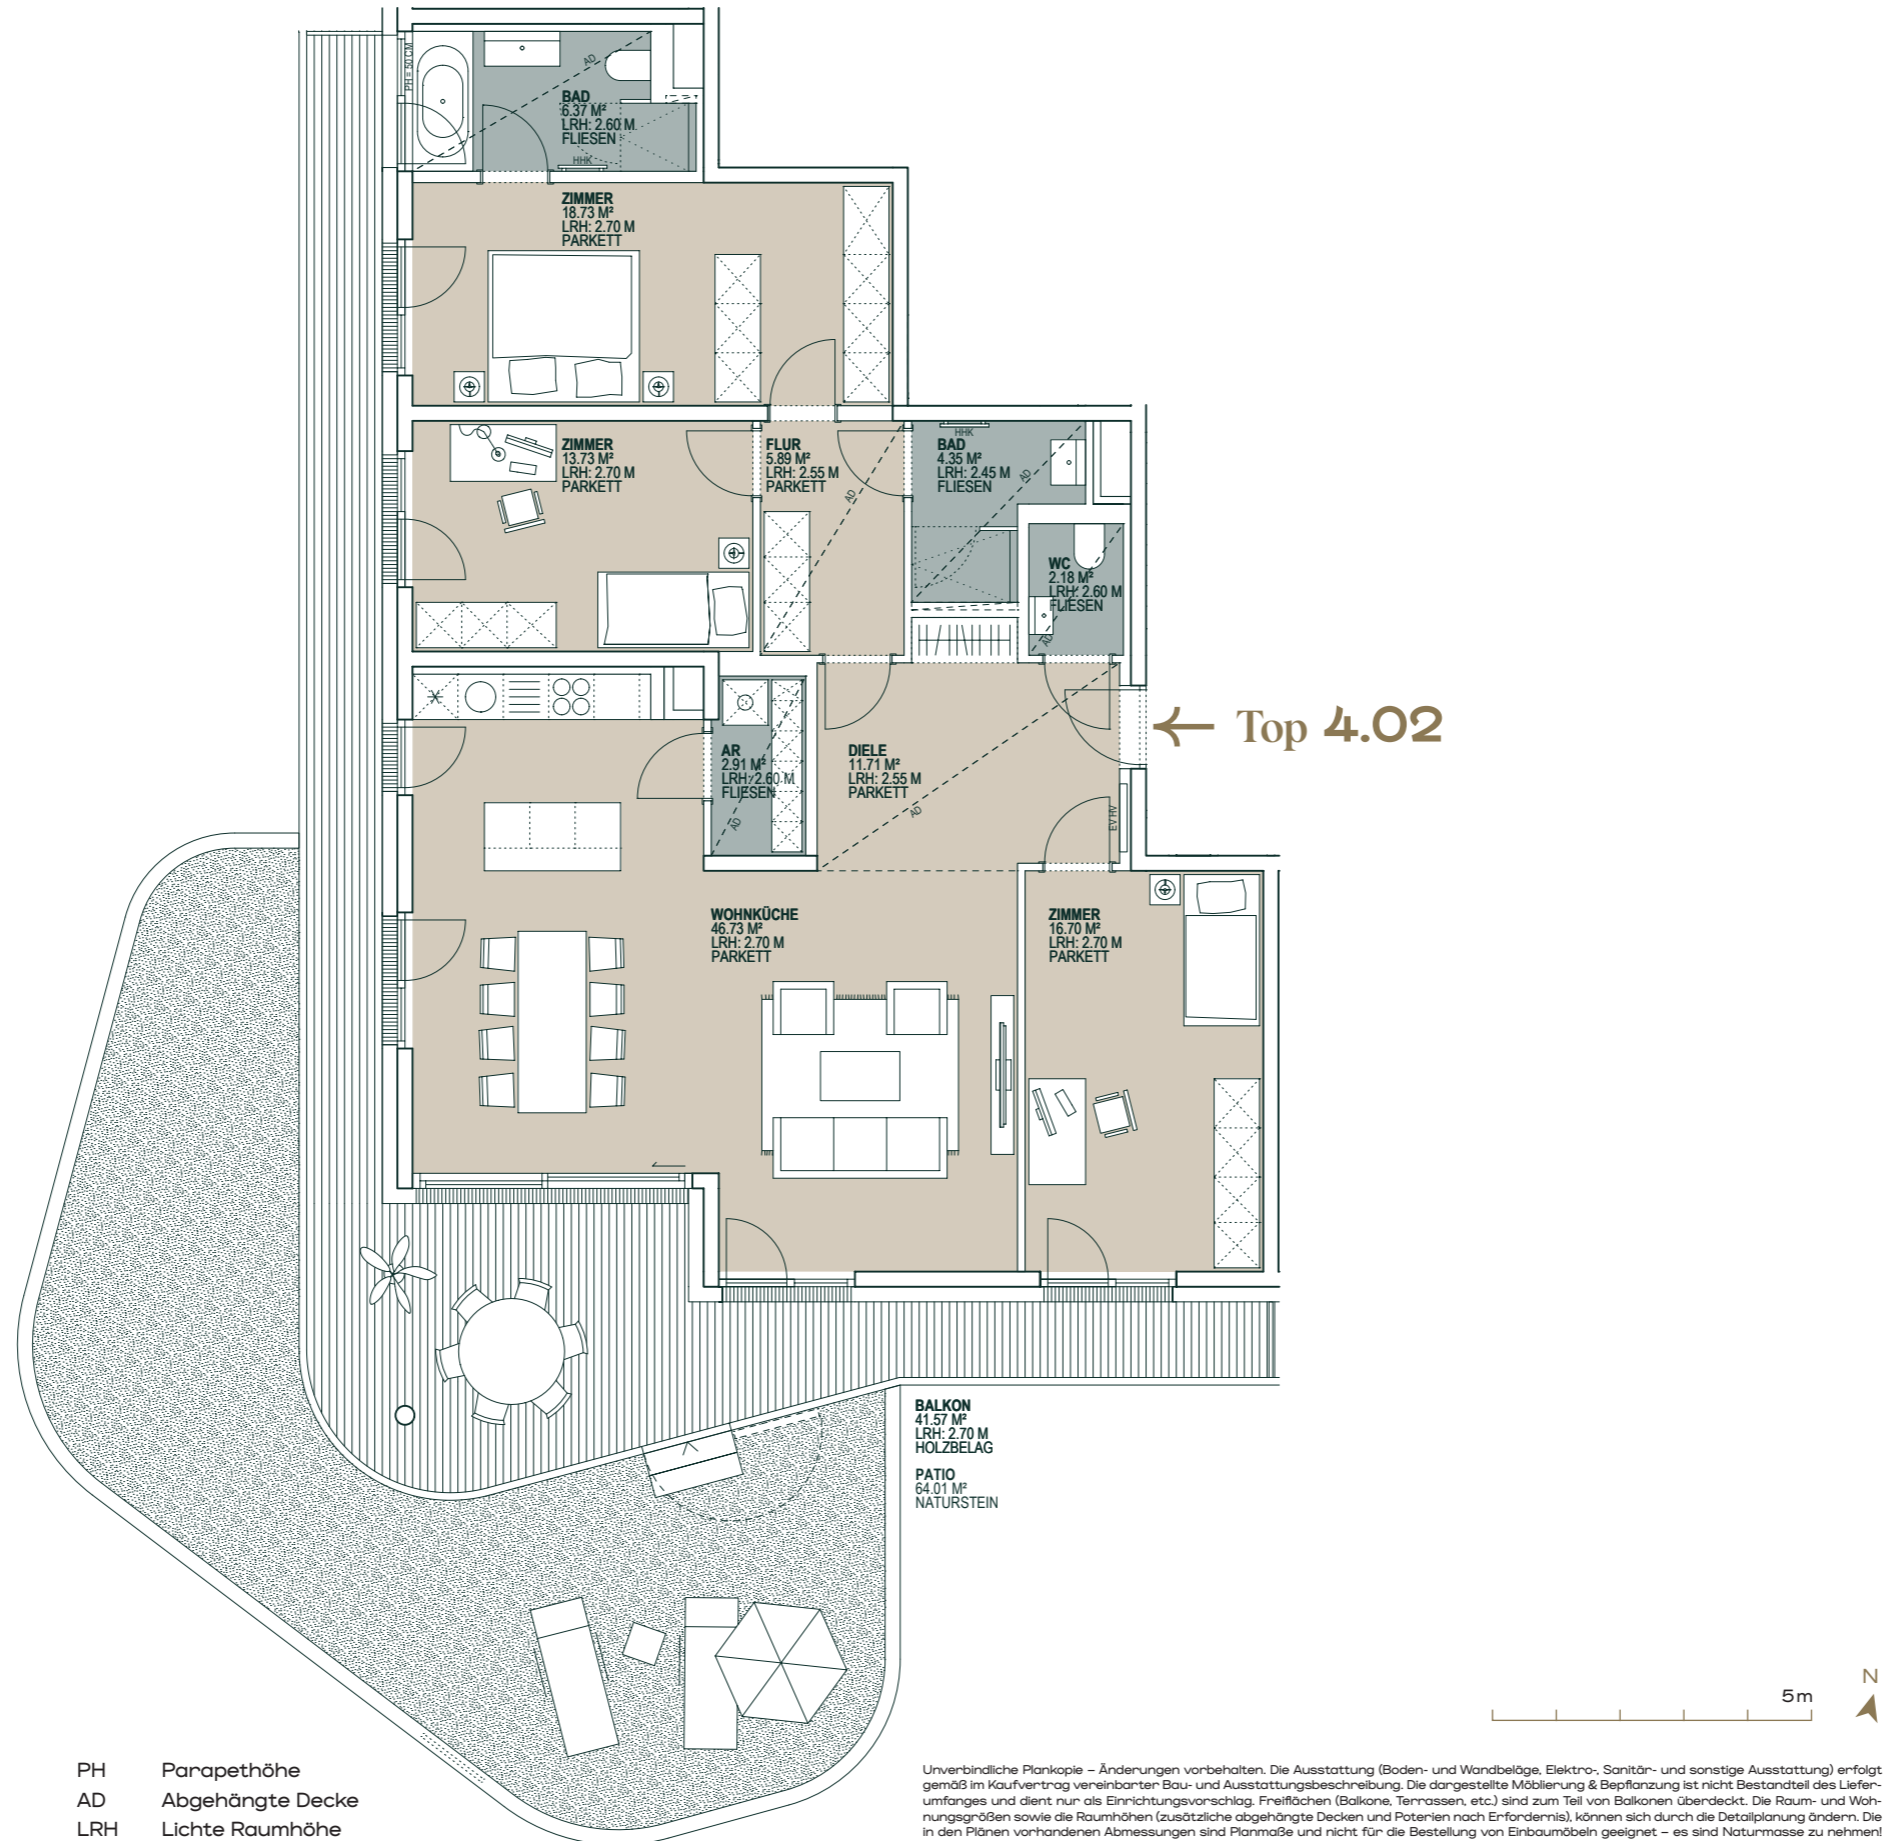 PH = 50 CM
AD
BAD
6.37 M²
LRH: 2.60 M
FLIESEN
HHK
ZIMMER
18.73 M²
LRH: 2.70 M
PARKETT
ZIMMER
13.73 M²
LRH: 2.70 M
PARKETT
FLUR
5.89 M²
LRH: 2.55 M
PARKETT
AD
HHK
BAD
4.35 M²
LRH: 2.45 M
FLIESEN
AD
WC
2.18 M²
LRH: 2.60 M
FLIESEN
AD
AR
2.91 M²
LRH: 2.60 M
FLIESEN
AD
DIELE
11.71 M²
LRH: 2.55 M
PARKETT
AD
EV HV
Top 4.02
WOHNKÜCHE
46.73 M²
LRH: 2.70 M
PARKETT
ZIMMER
16.70 M²
LRH: 2.70 M
PARKETT
BALKON
41.57 M²
LRH: 2.70 M
HOLZBELAG
PATIO
64.01 M²
NATURSTEIN
5m
N
PH Parapethöhe
AD Abgehängte Decke
LRH Lichte Raumhöhe
Unverbindliche Plankopie – Änderungen vorbehalten. Die Ausstattung (Boden- und Wandbeläge, Elektro-, Sanitär- und sonstige Ausstattung) erfolgt
gemäß im Kaufvertrag vereinbarter Bau- und Ausstattungsbeschreibung. Die dargestellte Möblierung & Bepflanzung ist nicht Bestandteil des Liefer-
umfanges und dient nur als Einrichtungsvorschlag. Freiflächen (Balkone, Terrassen, etc.) sind zum Teil von Balkonen überdeckt. Die Raum- und Woh-
nungsgrößen sowie die Raumhöhen (zusätzliche abgehängte Decken und Poterien nach Erfordernis), können sich durch die Detailplanung ändern. Die
in den Plänen vorhandenen Abmessungen sind Planmaße und nicht für die Bestellung von Einbaumöbeln geeignet – es sind Naturmasse zu nehmen!